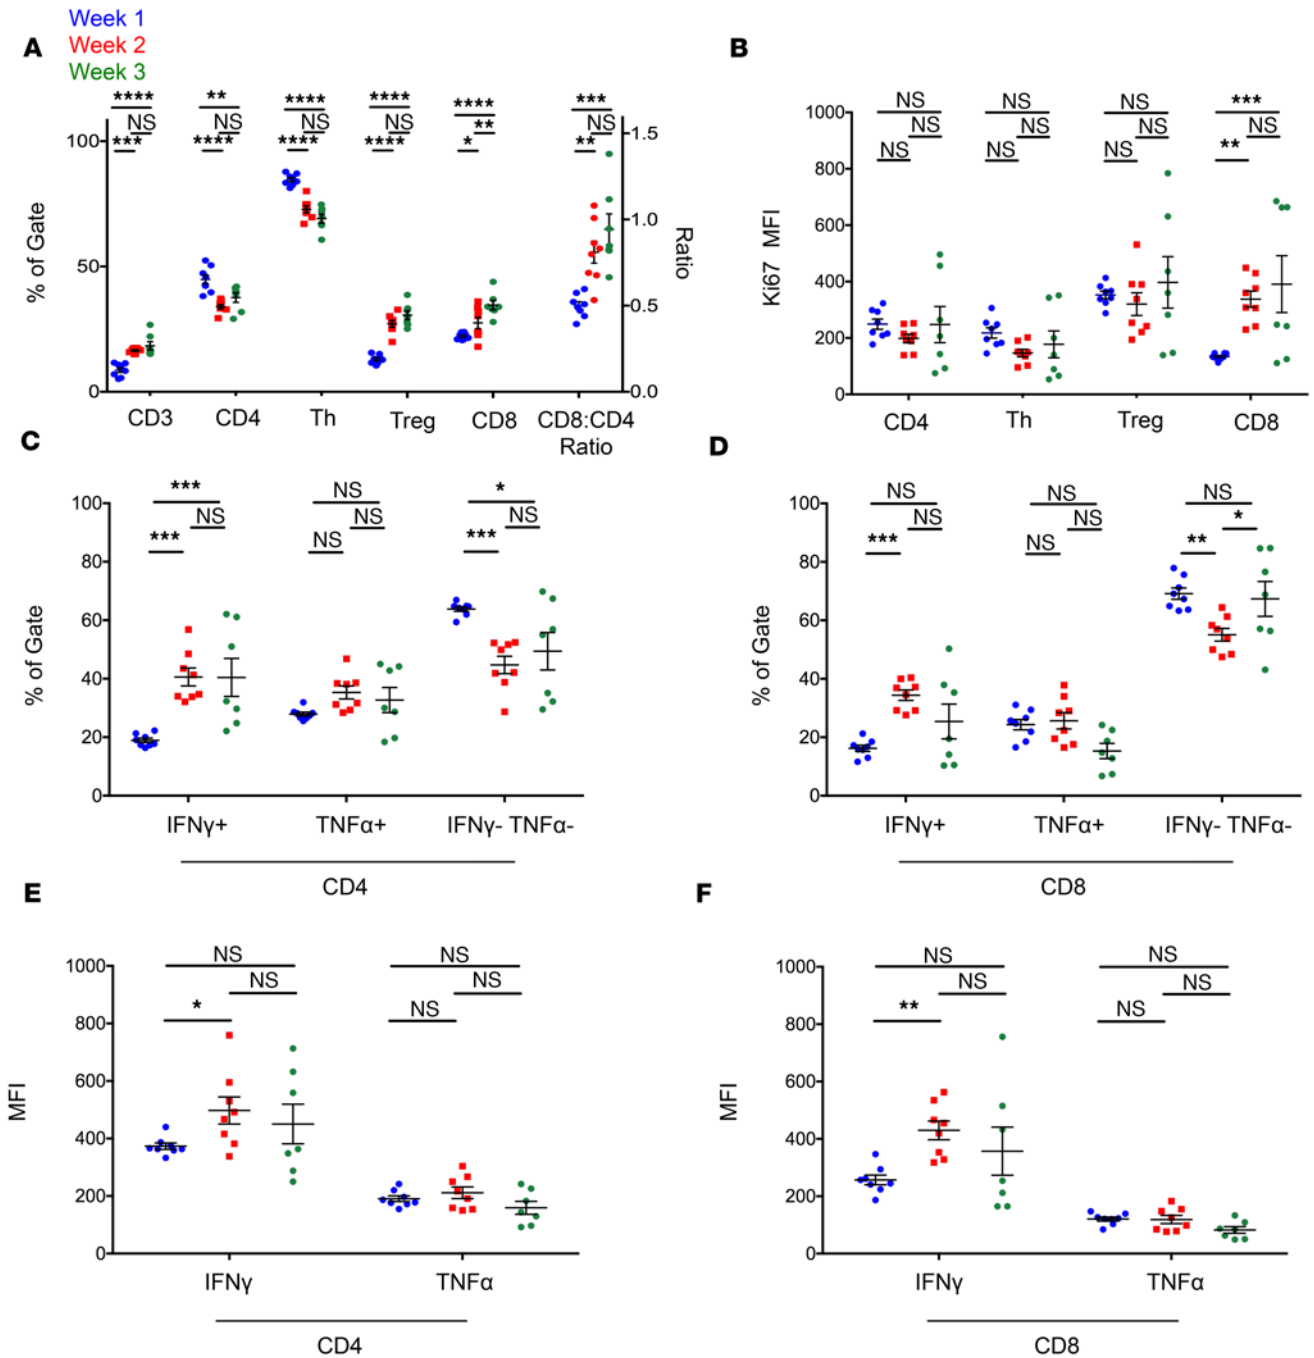 Week 1
Week 2
Week 3
A
**** ** **** **** **** ***
NS NS NS NS ** NS
*** **** **** **** * **
% of Gate
100
50
0
1.5
1.0
0.5
0.0
Ratio
CD3 CD4 Th Treg CD8 CD8:CD4
Ratio
B
NS NS NS ***
NS NS NS NS
NS NS NS **
Ki67 MFI
1000
800
600
400
200
0
CD4 Th Treg CD8
C
*** NS *
NS NS NS
*** NS ***
% of Gate
100
80
60
40
20
0
IFNγ+ TNFα+ IFNγ- TNFα-
CD4
D
NS NS NS
NS NS *
*** NS **
% of Gate
100
80
60
40
20
0
IFNγ+ TNFα+ IFNγ- TNFα-
CD8
E
NS NS
NS NS
* NS
MFI
1000
800
600
400
200
0
IFNγ TNFα
CD4
F
NS NS
NS NS
** NS
MFI
1000
800
600
400
200
0
IFNγ TNFα
CD8